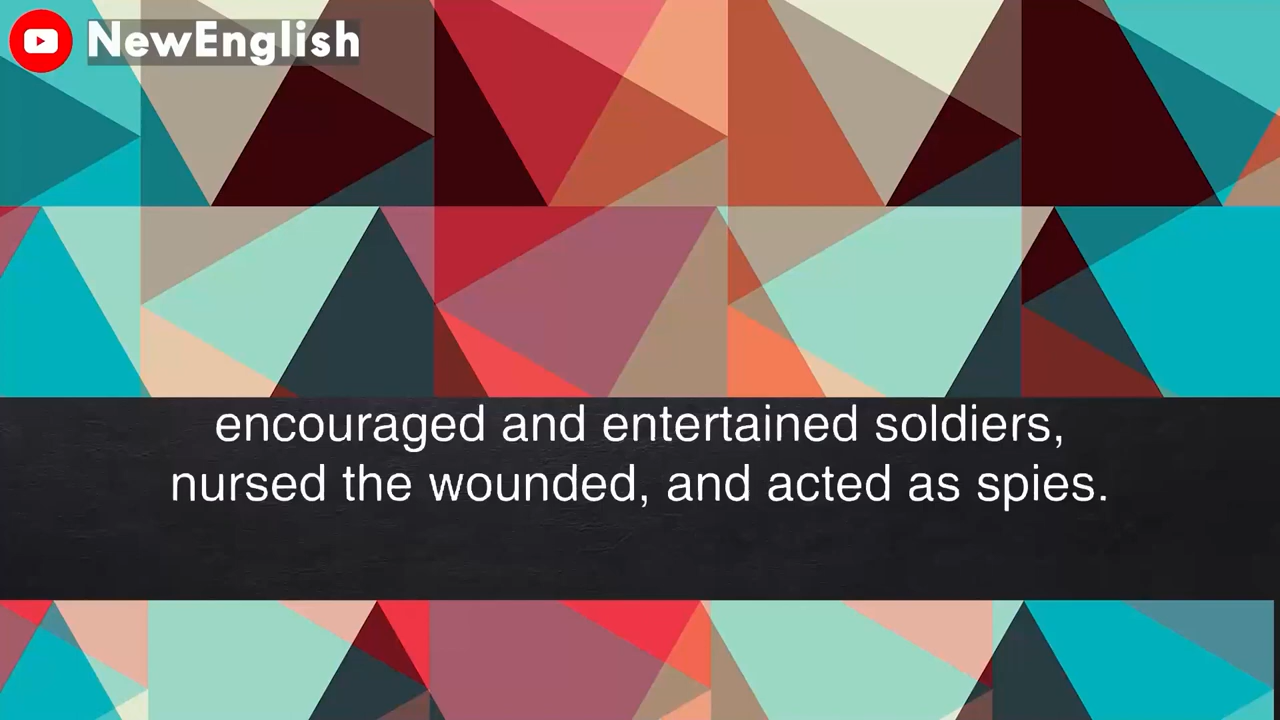 NewEnglish
encouraged and entertained soldiers,
nursed the wounded, and acted as spies.